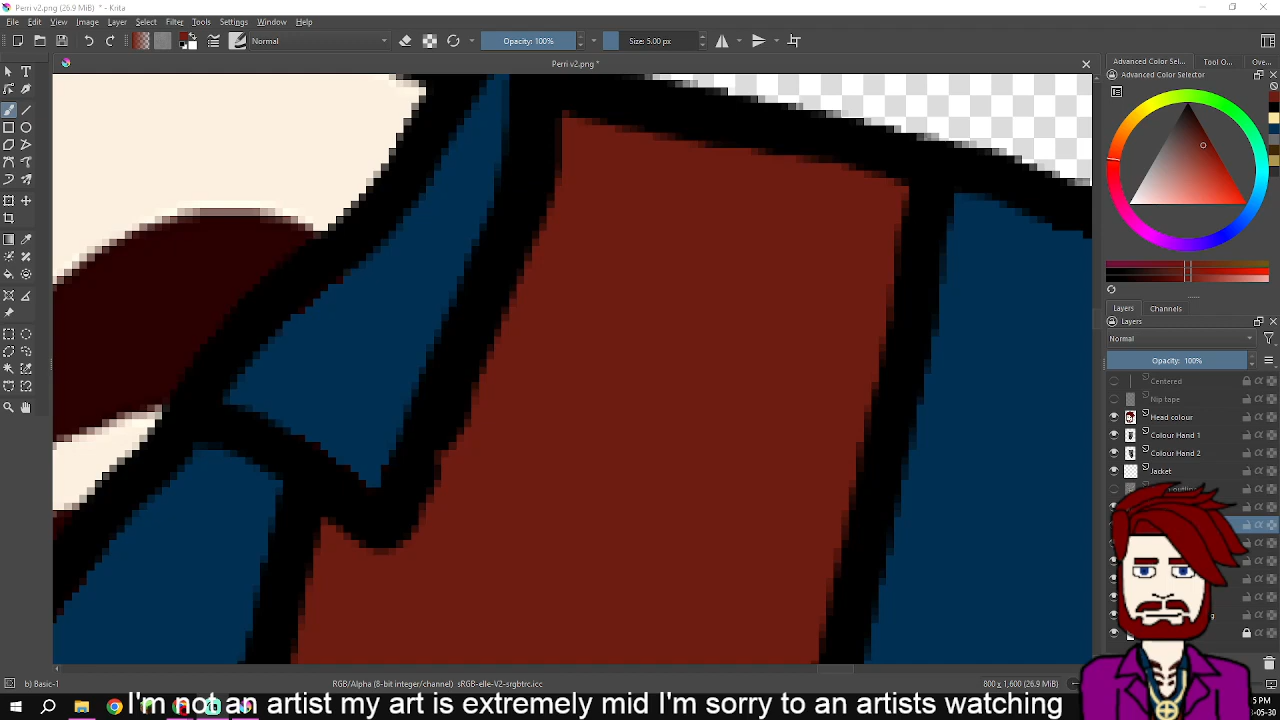 Perri v2.png (26.9 MiB) * - Krita
File Edit View Image Layer Select Filter Tools Settings Window Help
Normal Opacity: 100% Size: 5.00 px
Perri v2.png *
Advanced Color Sel... Tool O... Ove...
Advanced Color Selector
Layers Channels
Layers
Normal
Opacity: 100%
Centered
Nip tape
Head colour
Colour Hand 1
Colour Hand 2
Jacket
b) Basic-1 RGB/Alpha (8-bit integer/channel) sRGB-elle-V2-srgbtrc.icc 800 x 1,600 (26.9 MiB)
I'm not an artist my art is extremely mid I'm sorry to an artists watching